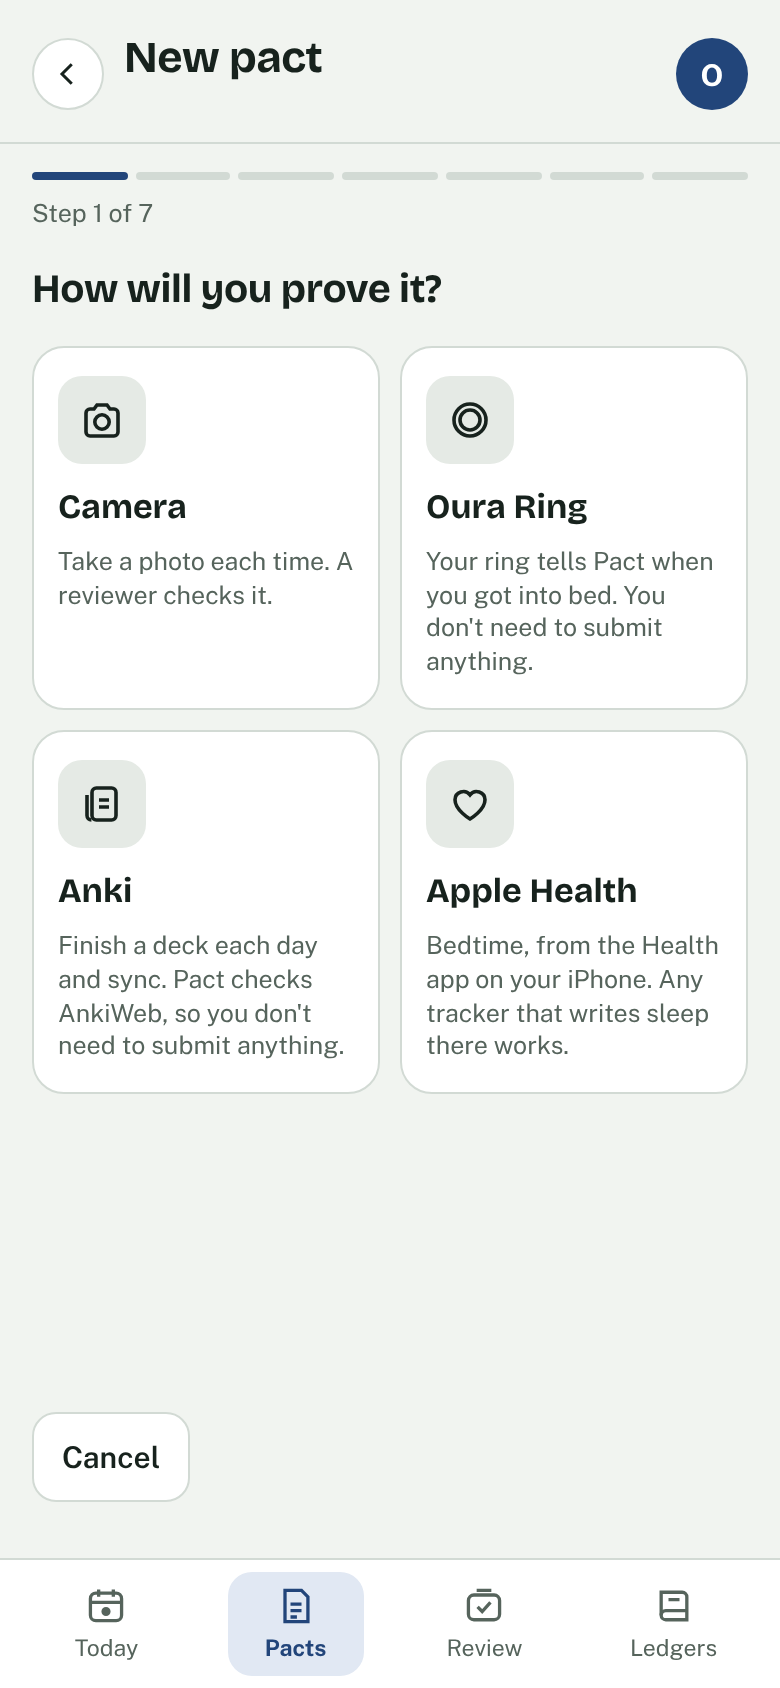 New pact
O
Step 1 of 7
How will you prove it?
Camera
Take a photo each time. A
reviewer checks it.
Oura Ring
Your ring tells Pact when
you got into bed. You
don't need to submit
anything.
Anki
Finish a deck each day
and sync. Pact checks
AnkiWeb, so you don't
need to submit anything.
Apple Health
Bedtime, from the Health
app on your iPhone. Any
tracker that writes sleep
there works.
Cancel
Today
Pacts
Review
Ledgers